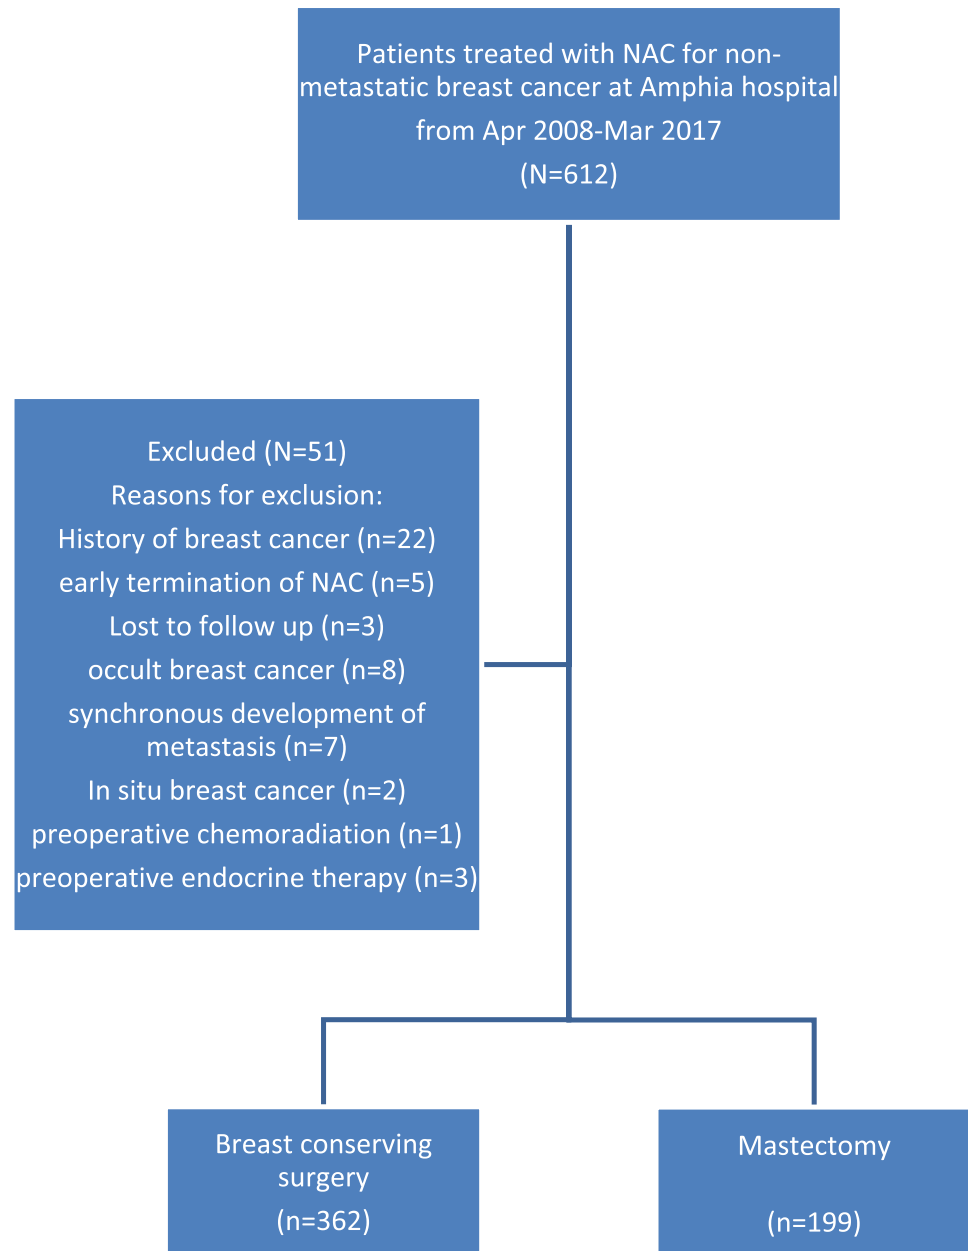 Patients treated with NAC for non-
metastatic breast cancer at Amphia hospital
from Apr 2008-Mar 2017
(N=612)
Excluded (N=51)
Reasons for exclusion:
History of breast cancer (n=22)
early termination of NAC (n=5)
Lost to follow up (n=3)
occult breast cancer (n=8)
synchronous development of
metastasis (n=7)
In situ breast cancer (n=2)
preoperative chemoradiation (n=1)
preoperative endocrine therapy (n=3)
Breast conserving
surgery
(n=362)
Mastectomy
(n=199)